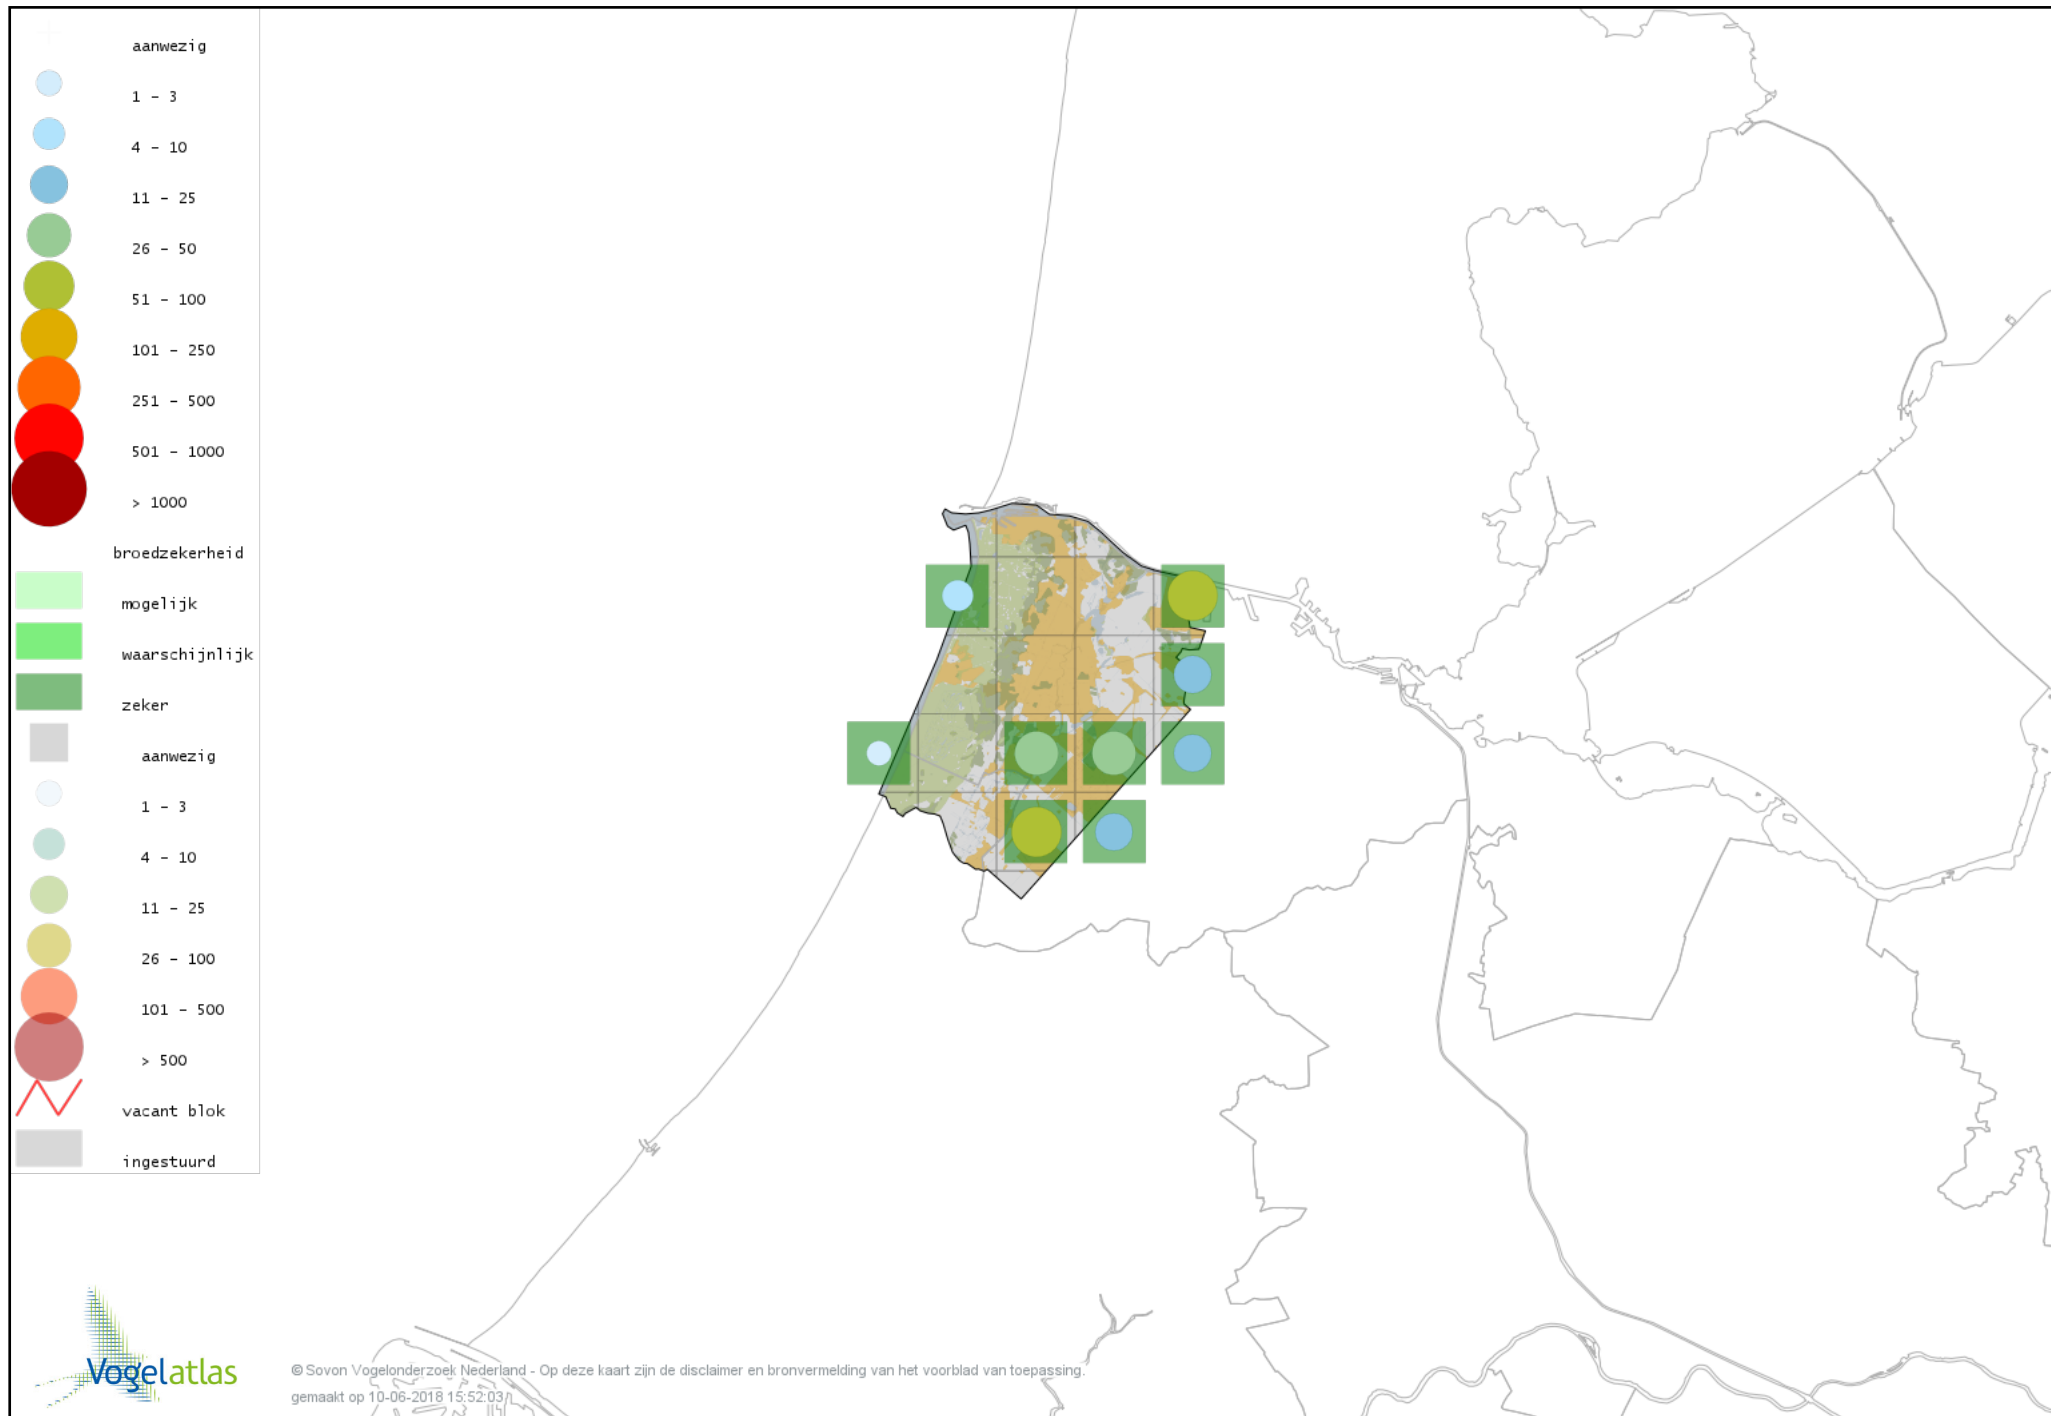 aanwezig
1 - 3
4 - 10
11 - 25
26 - 50
51 - 100
101 - 250
251 - 500
501 - 1000
> 1000
broedzekerheid
mogelijk
waarschijnlijk
zeker
aanwezig
1 - 3
4 - 10
11 - 25
26 - 100
101 - 500
> 500
vacant blok
ingestuurd
Vogelatlas
© Sovon Vogelonderzoek Nederland - Op deze kaart zijn de disclaimer en bronvermelding van het voorblad van toepassing.
gemaakt op 10-06-2018 15:52:03